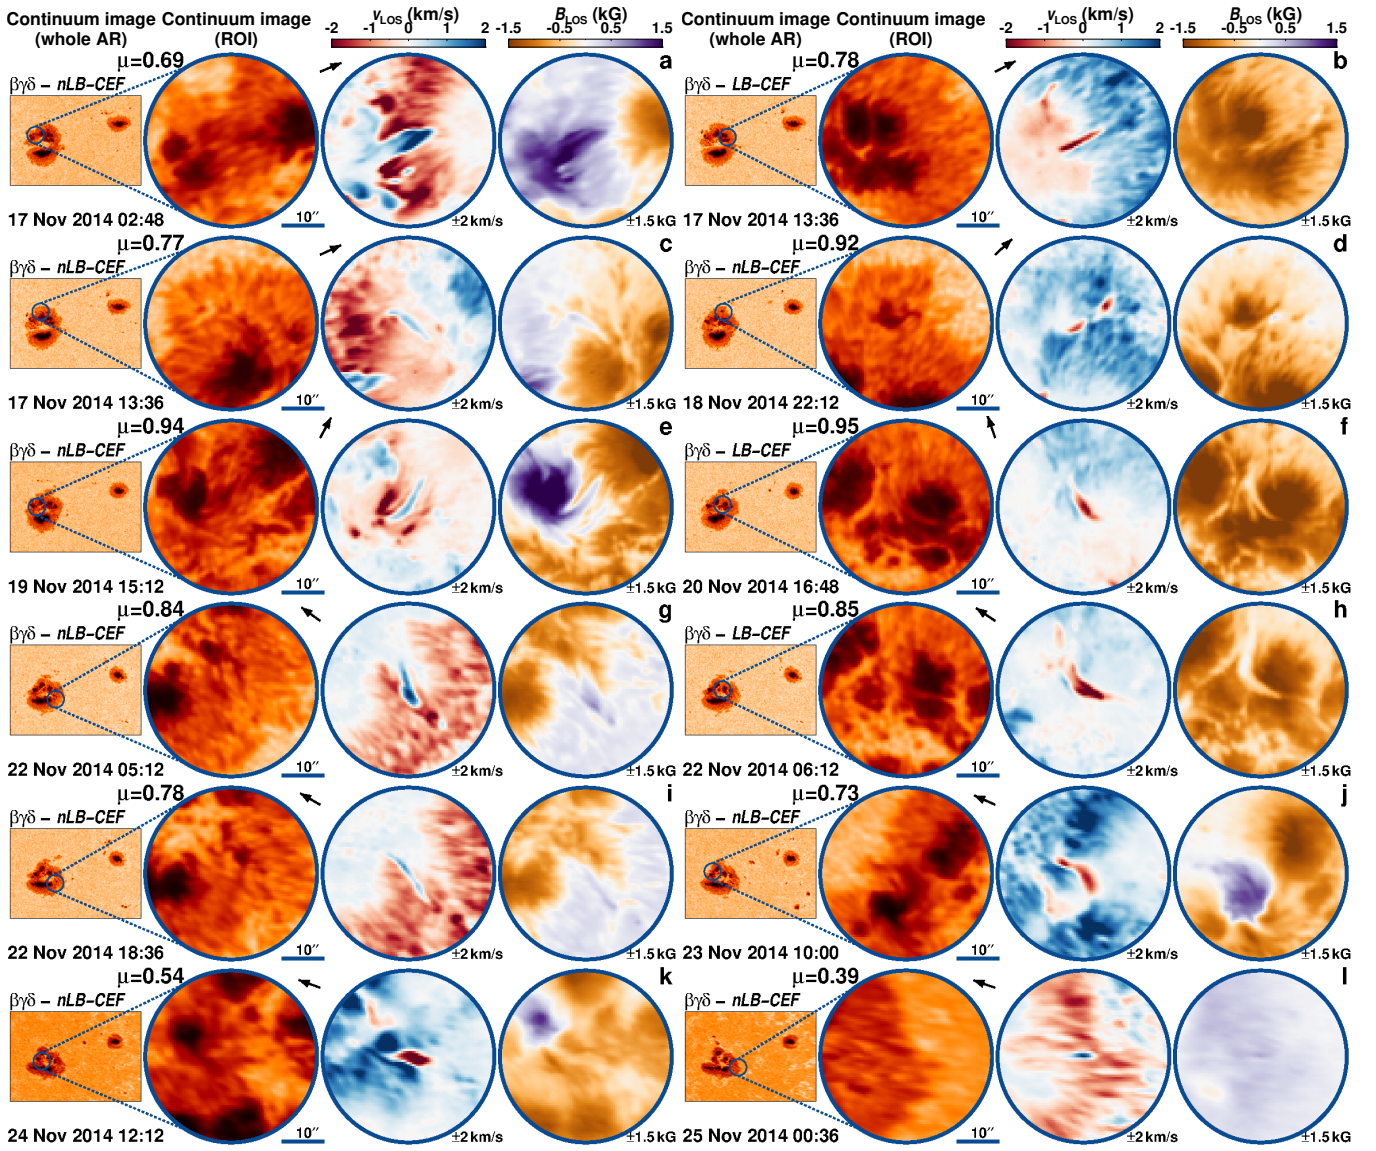 Continuum image (whole AR)
Continuum image (ROI)
vLOS (km/s)
-2 -1 0 1 2
BLOS (kG)
-1.5 -0.5 0.5 1.5
Continuum image (whole AR)
Continuum image (ROI)
vLOS (km/s)
-2 -1 0 1 2
BLOS (kG)
-1.5 -0.5 0.5 1.5
μ=0.69
a
βγδ – nLB–CEF
17 Nov 2014 02:48
10″
±2 km/s
±1.5 kG
μ=0.78
b
βγδ – LB–CEF
17 Nov 2014 13:36
10″
±2 km/s
±1.5 kG
μ=0.77
c
βγδ – nLB–CEF
17 Nov 2014 13:36
10″
±2 km/s
±1.5 kG
μ=0.92
d
βγδ – nLB–CEF
18 Nov 2014 22:12
10″
±2 km/s
±1.5 kG
μ=0.94
e
βγδ – nLB–CEF
19 Nov 2014 15:12
10″
±2 km/s
±1.5 kG
μ=0.95
f
βγδ – LB–CEF
20 Nov 2014 16:48
10″
±2 km/s
±1.5 kG
μ=0.84
g
βγδ – nLB–CEF
22 Nov 2014 05:12
10″
±2 km/s
±1.5 kG
μ=0.85
h
βγδ – LB–CEF
22 Nov 2014 06:12
10″
±2 km/s
±1.5 kG
μ=0.78
i
βγδ – nLB–CEF
22 Nov 2014 18:36
10″
±2 km/s
±1.5 kG
μ=0.73
j
βγδ – nLB–CEF
23 Nov 2014 10:00
10″
±2 km/s
±1.5 kG
μ=0.54
k
βγδ – nLB–CEF
24 Nov 2014 12:12
10″
±2 km/s
±1.5 kG
μ=0.39
l
βγδ – nLB–CEF
25 Nov 2014 00:36
10″
±2 km/s
±1.5 kG